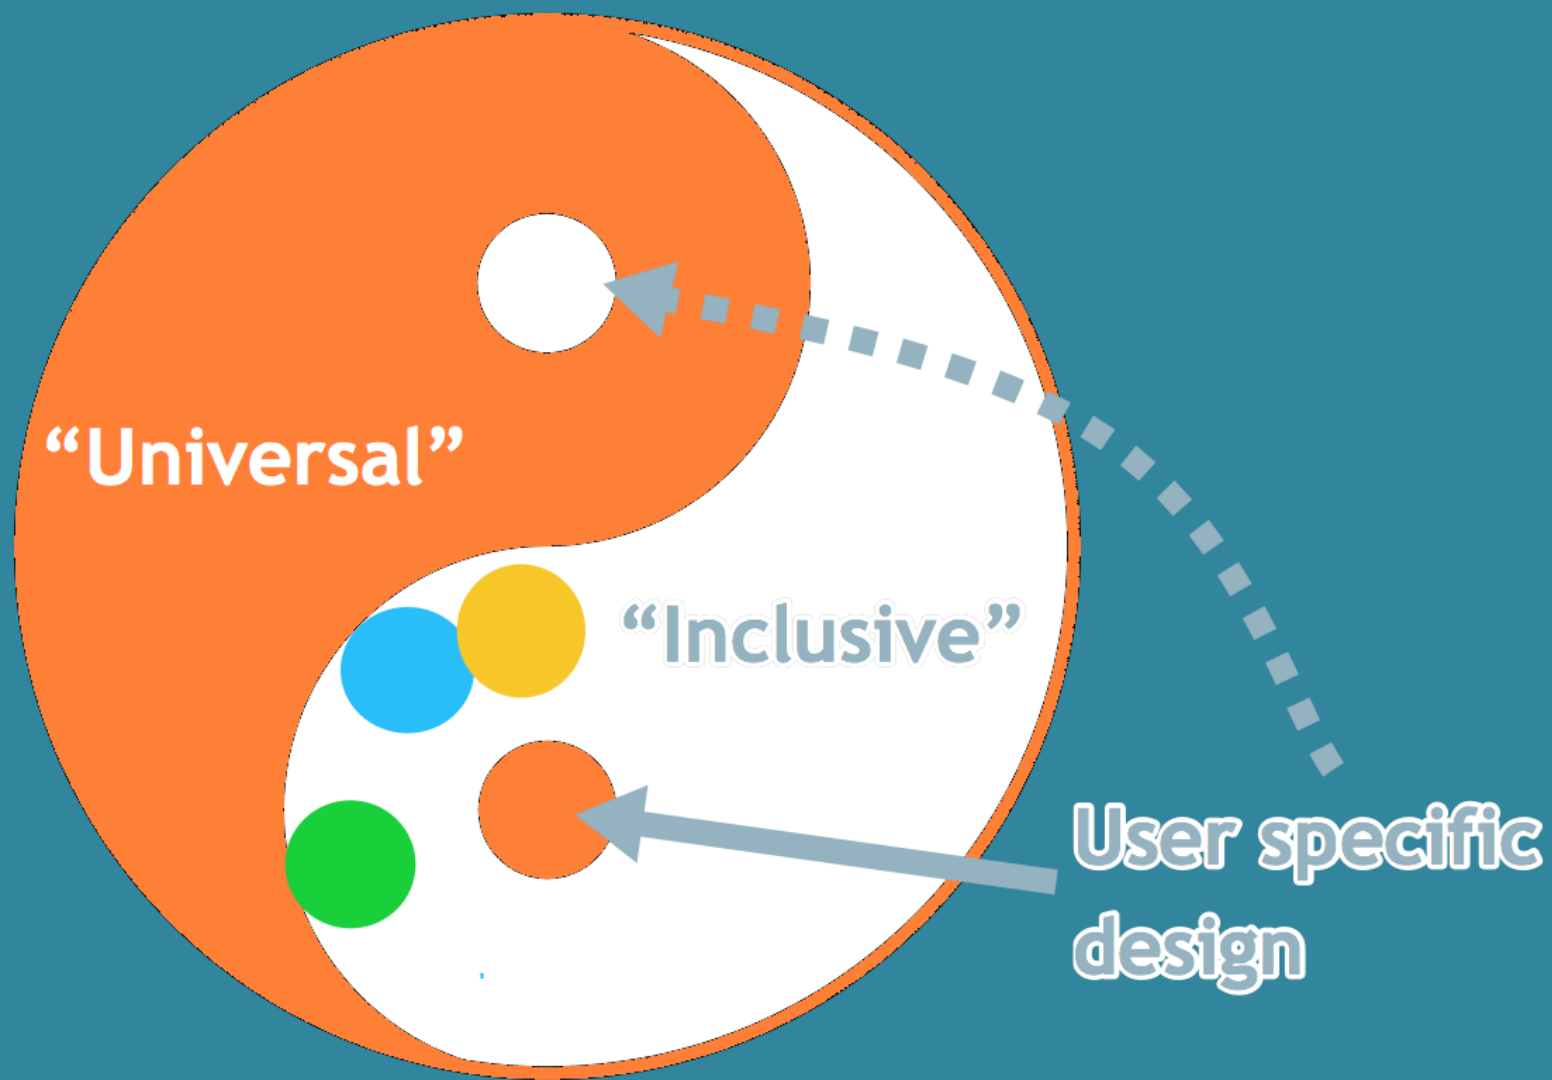 “Universal”
“Inclusive”
User specific
design